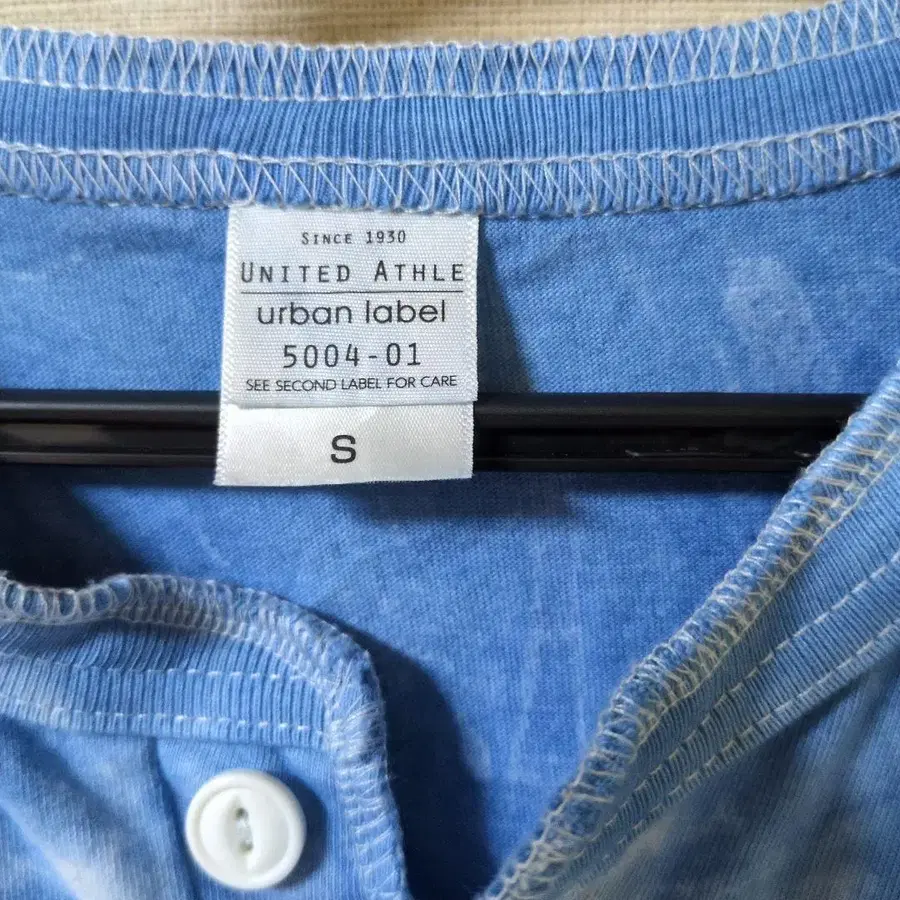 SINCE 1930
UNITED ATHLE
urban label
5004-01
SEE SECOND LABEL FOR CARE
S